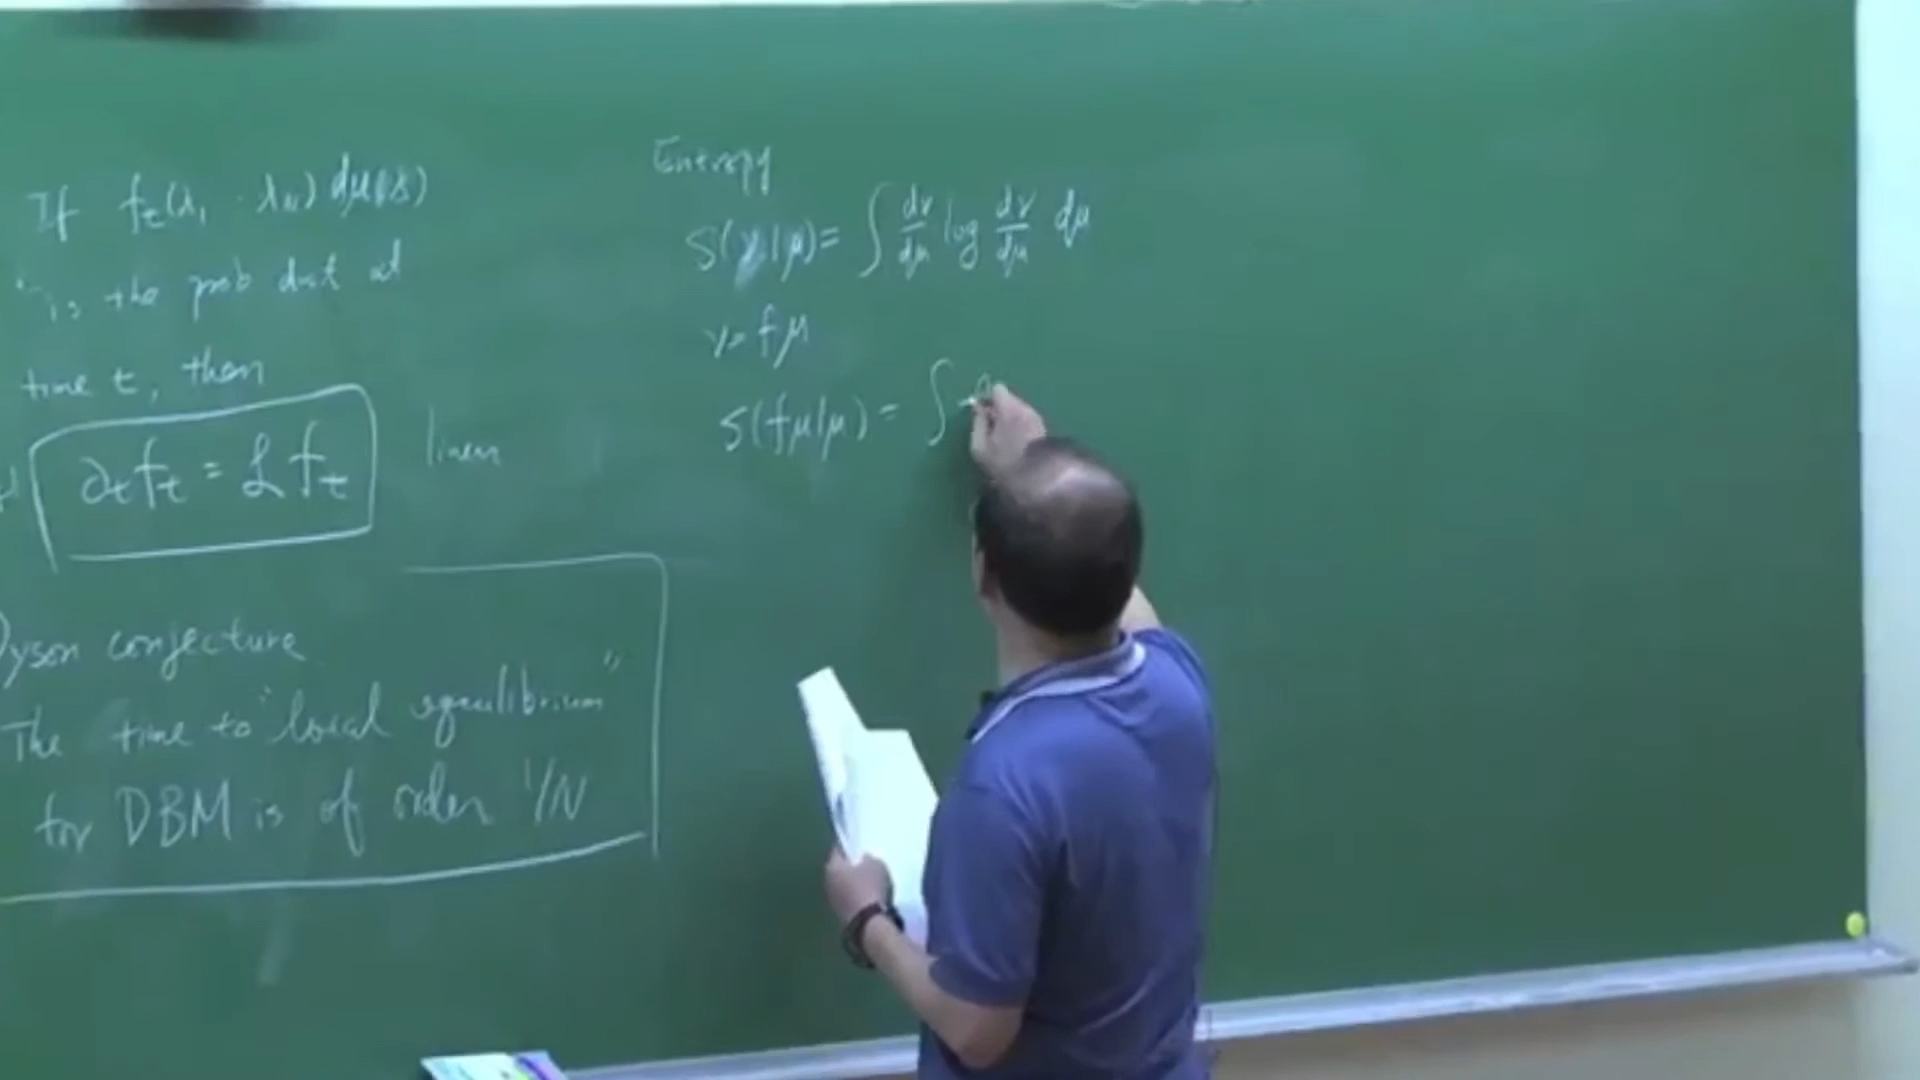 If f_t(λ_1 · λ_N) dμ(λ)
is the prob dist at
time t, then
∂_t f_t = ℒ f_t linear
Dyson conjecture
The time to "local equilibrium"
for DBM is of order 1/N
Entropy
S(ν|μ) = ∫ dν/dμ log dν/dμ dμ
ν = fμ
S(fμ|μ) = ∫ f